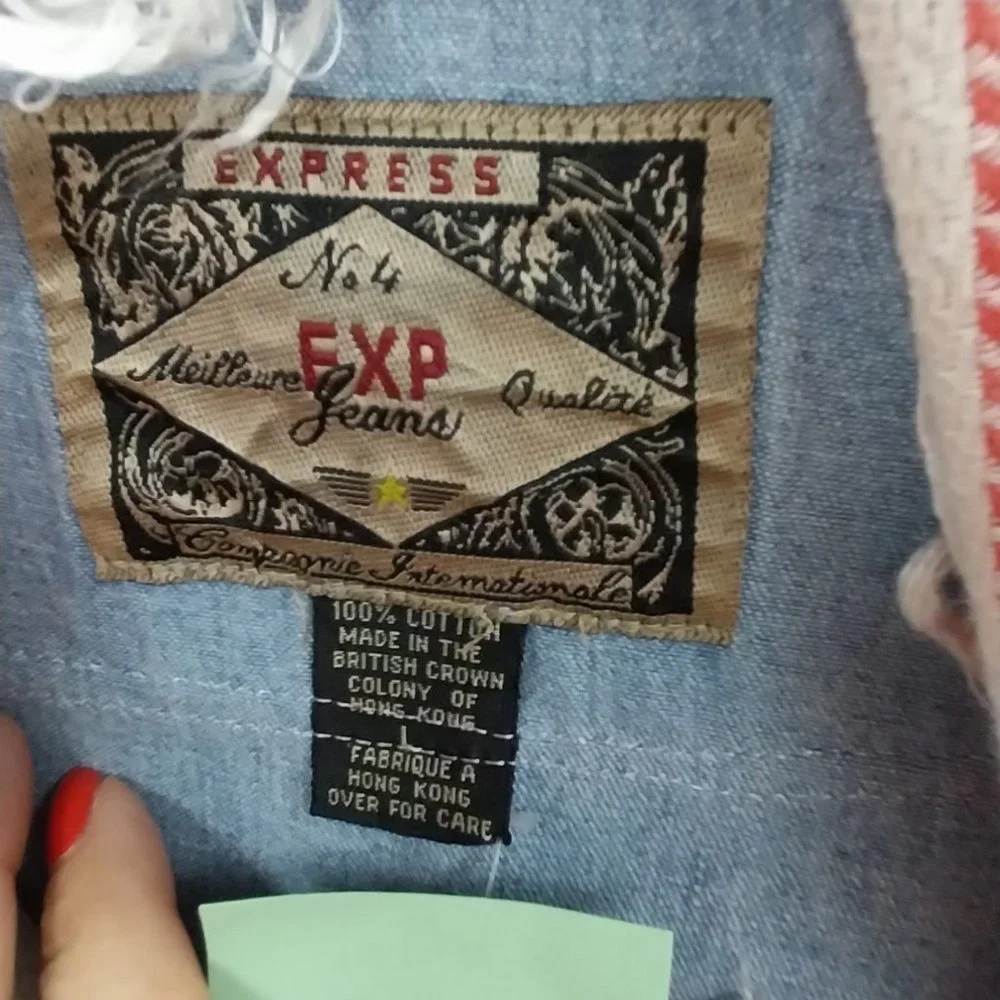 EXPRESS
No 4
EXP
Meilleure Jeans Qualité
Compagnie Internationale
100% COTTON
MADE IN THE
BRITISH CROWN
COLONY OF
HONG KONG
L
FABRIQUE A
HONG KONG
OVER FOR CARE